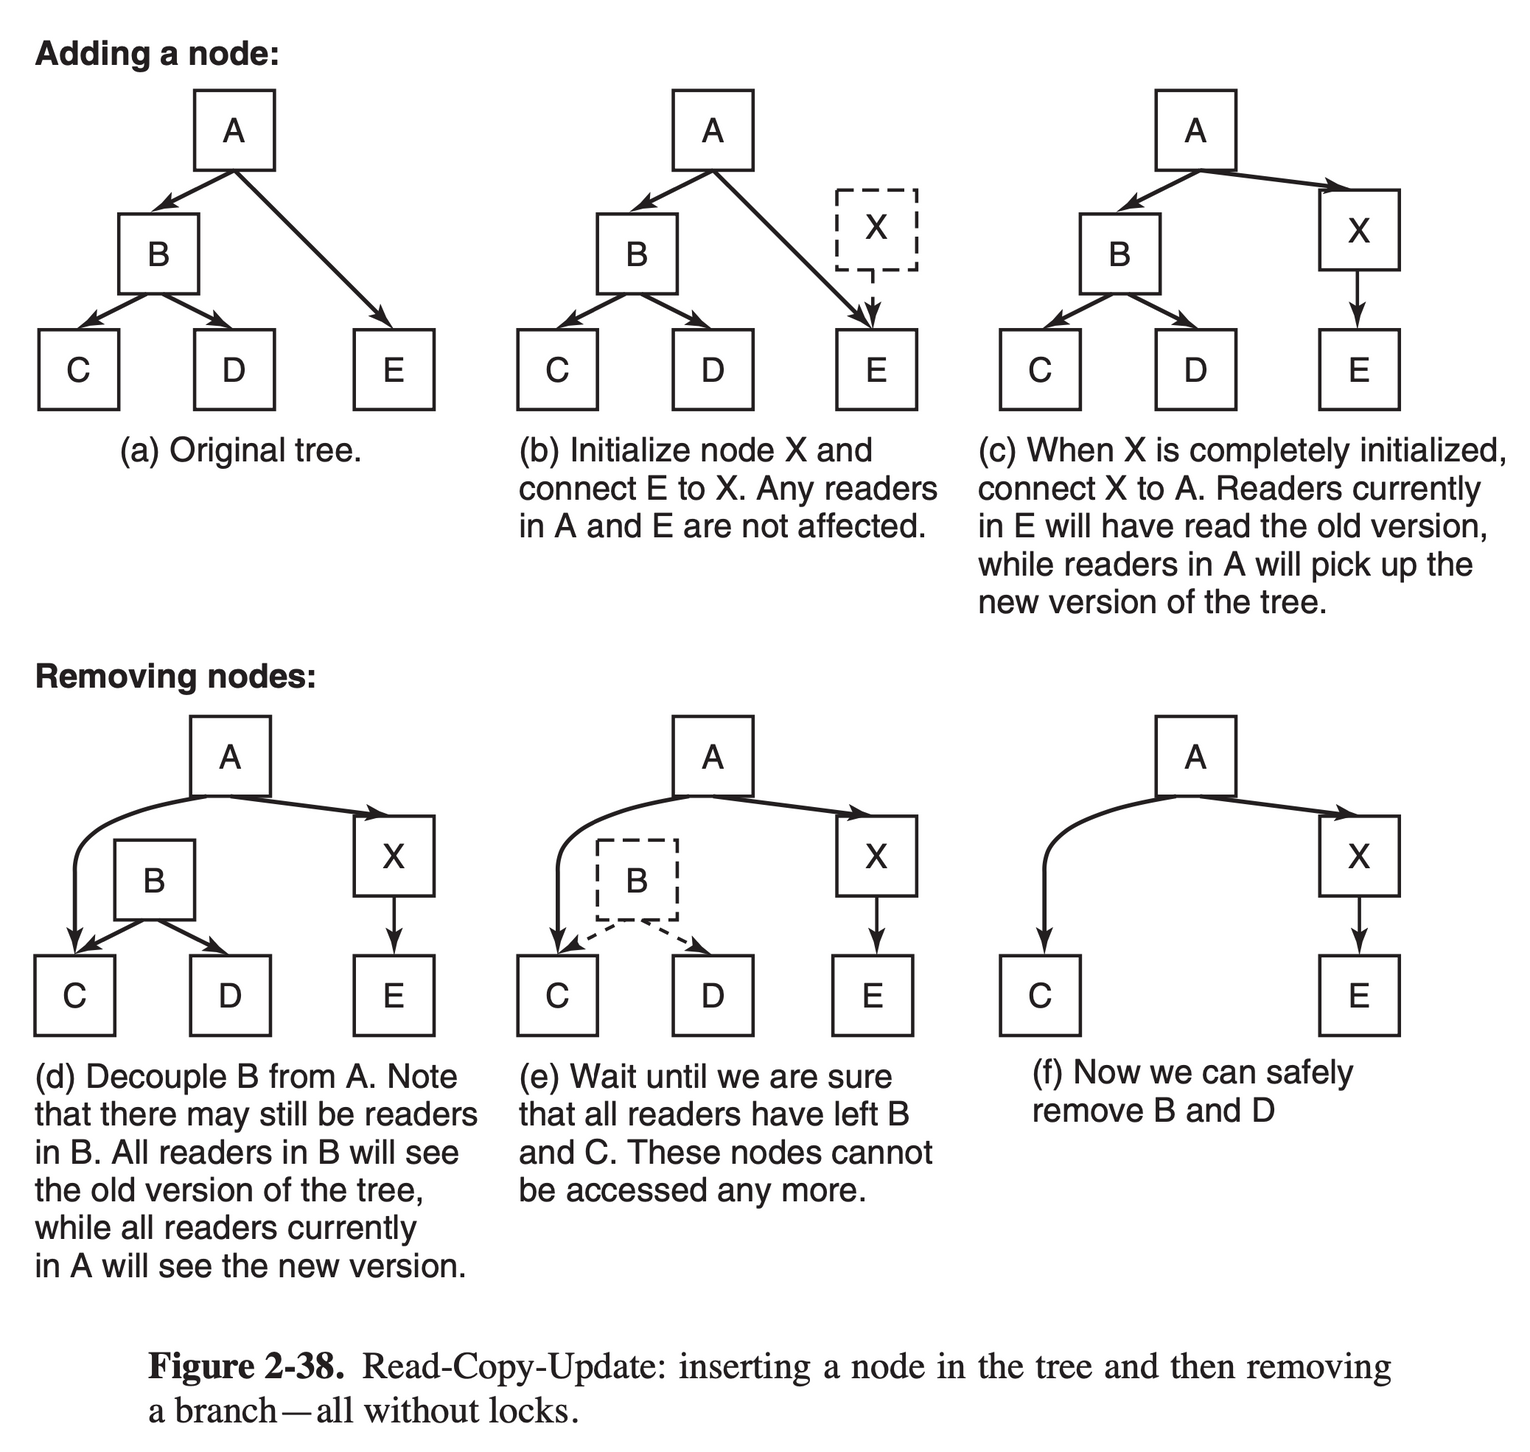 Adding a node:
A
A
A
X
X
B
B
B
C
D
E
C
D
E
C
D
E
(a) Original tree.
(b) Initialize node X and
connect E to X. Any readers
in A and E are not affected.
(c) When X is completely initialized,
connect X to A. Readers currently
in E will have read the old version,
while readers in A will pick up the
new version of the tree.
Removing nodes:
A
A
A
X
X
X
B
B
C
D
E
C
D
E
C
E
(d) Decouple B from A. Note
that there may still be readers
in B. All readers in B will see
the old version of the tree,
while all readers currently
in A will see the new version.
(e) Wait until we are sure
that all readers have left B
and C. These nodes cannot
be accessed any more.
(f) Now we can safely
remove B and D
Figure 2-38. Read-Copy-Update: inserting a node in the tree and then removing
a branch—all without locks.